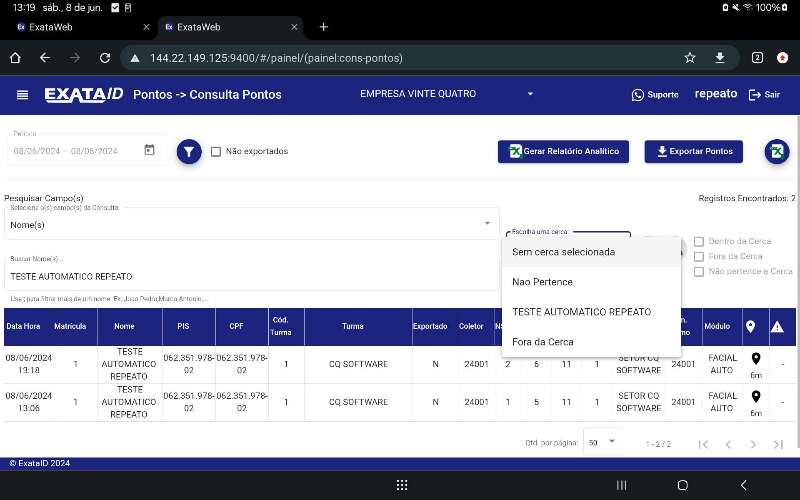 13:19 sáb., 8 de jun.
100%
ExataWeb
ExataWeb
144.22.149.125:9400/#/painel/(painel:cons-pontos)
2
EXATAID Pontos -> Consulta Pontos
EMPRESA VINTE QUATRO
Suporte
repeato
Sair
Período
08/06/2024 – 08/06/2024
Não exportados
Gerar Relatório Analítico
Exportar Pontos
Pesquisar Campo(s)
Registros Encontrados: 2
Selecione o(s) campo(s) da Consulta
Nome(s)
Escolha uma cerca:
Sem cerca selecionada
Nao Pertence
TESTE AUTOMATICO REPEATO
Fora da Cerca
Dentro da Cerca
Fora da Cerca
Não pertence a Cerca
Buscar Nome(s)...
TESTE AUTOMATICO REPEATO
Use ; para filtrar mais de um nome. Ex: Joao Pedro;Marco Antonio;...
Data Hora Matrícula Nome PIS CPF Cód. Turma Turma Exportado Coletor Módulo
08/06/2024 13:18 1 TESTE AUTOMATICO REPEATO 062.351.978-02 062.351.978-02 1 CQ SOFTWARE N 24001 2 6 11 1 SETOR CQ SOFTWARE 24001 FACIAL AUTO 6m -
08/06/2024 13:06 1 TESTE AUTOMATICO REPEATO 062.351.978-02 062.351.978-02 1 CQ SOFTWARE N 24001 1 5 11 1 SETOR CQ SOFTWARE 24001 FACIAL AUTO 6m -
Qtd. por página: 50
1 - 2 / 2
© ExataID 2024